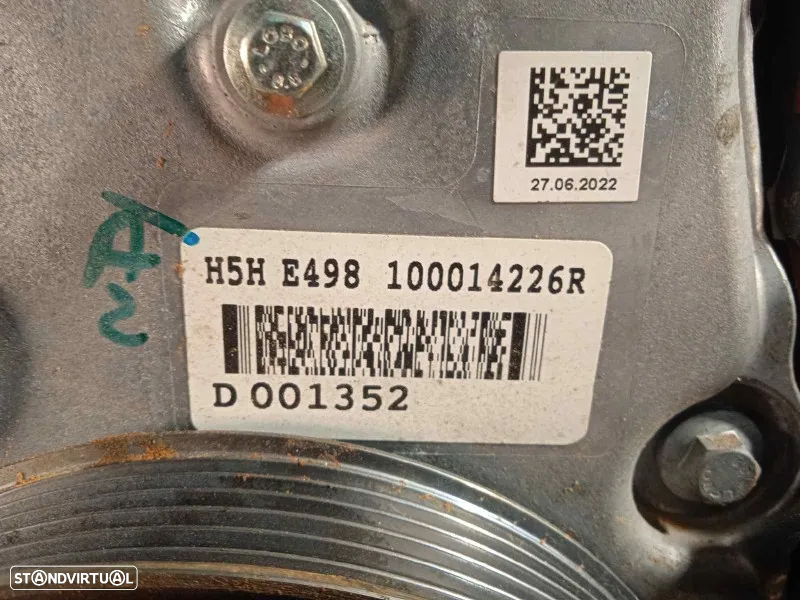 27.06.2022
H5H E498 100014226R
D 001352
STANDVIRTUAL